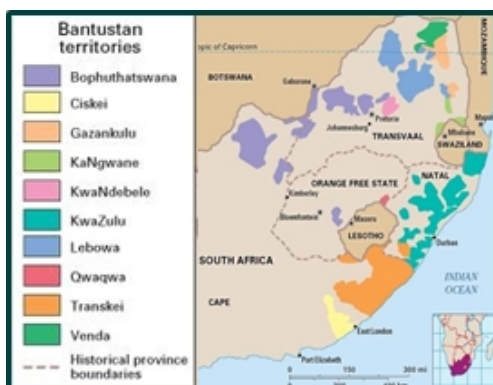 Bantustan
territories
Bophuthatswana
Ciskei
Gazankulu
KaNgwane
KwaNdebele
KwaZulu
Lebowa
Qwaqwa
Transkei
Venda
Historical province
boundaries
pic of Capricorn
MOZAMBIQUE
BOTSWANA
Gaborone
Pretoria
Johannesburg
TRANSVAAL
Mbabane
SWAZILAND
ORANGE FREE STATE
NATAL
Kimberley
Bloemfontein
Maseru
LESOTHO
Durban
SOUTH AFRICA
INDIAN
OCEAN
CAPE
East London
Port Elizabeth
0
150
300 mi